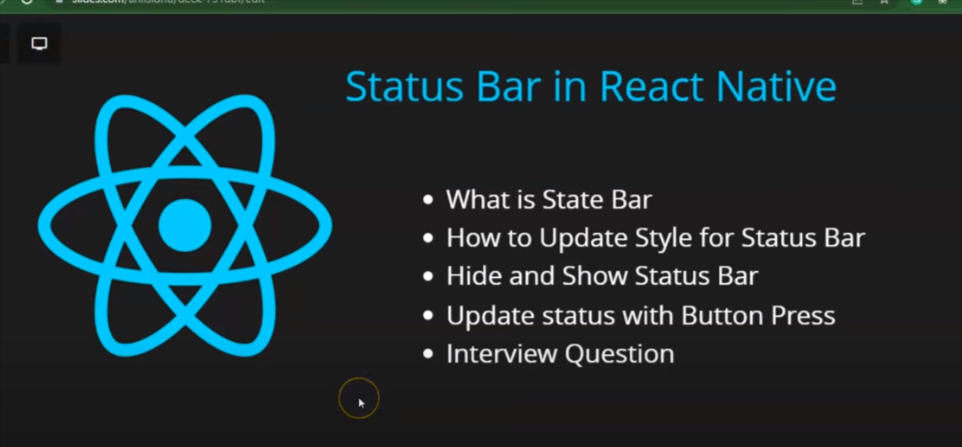 Status Bar in React Native
What is State Bar
How to Update Style for Status Bar
Hide and Show Status Bar
Update status with Button Press
Interview Question